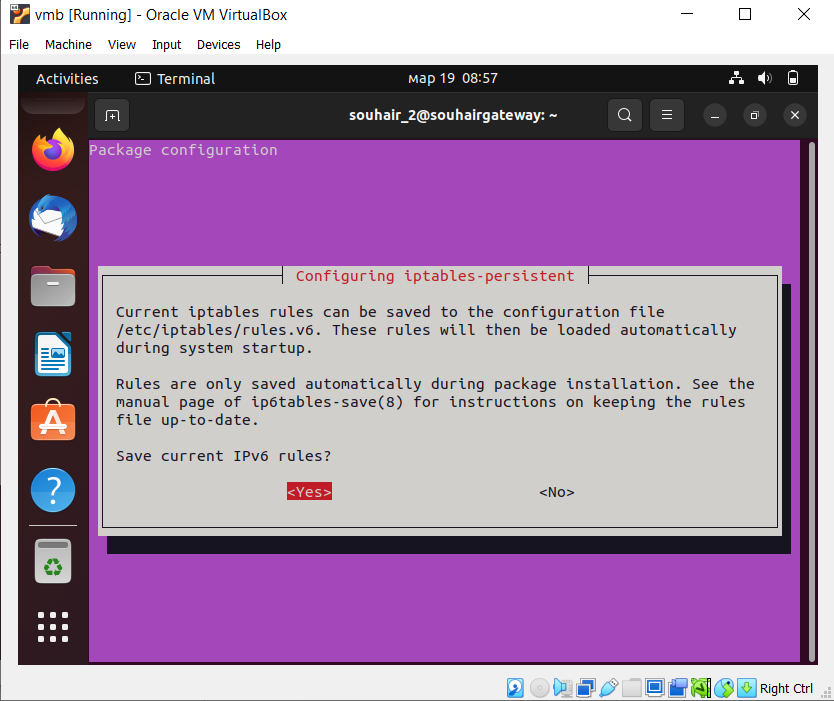 vmb [Running] - Oracle VM VirtualBox
File Machine View Input Devices Help
Activities Terminal мар 19 08:57
souhair_2@souhairgateway: ~
Package configuration
Configuring iptables-persistent
Current iptables rules can be saved to the configuration file
/etc/iptables/rules.v6. These rules will then be loaded automatically
during system startup.
Rules are only saved automatically during package installation. See the
manual page of ip6tables-save(8) for instructions on keeping the rules
file up-to-date.
Save current IPv6 rules?
<Yes> <No>
Right Ctrl